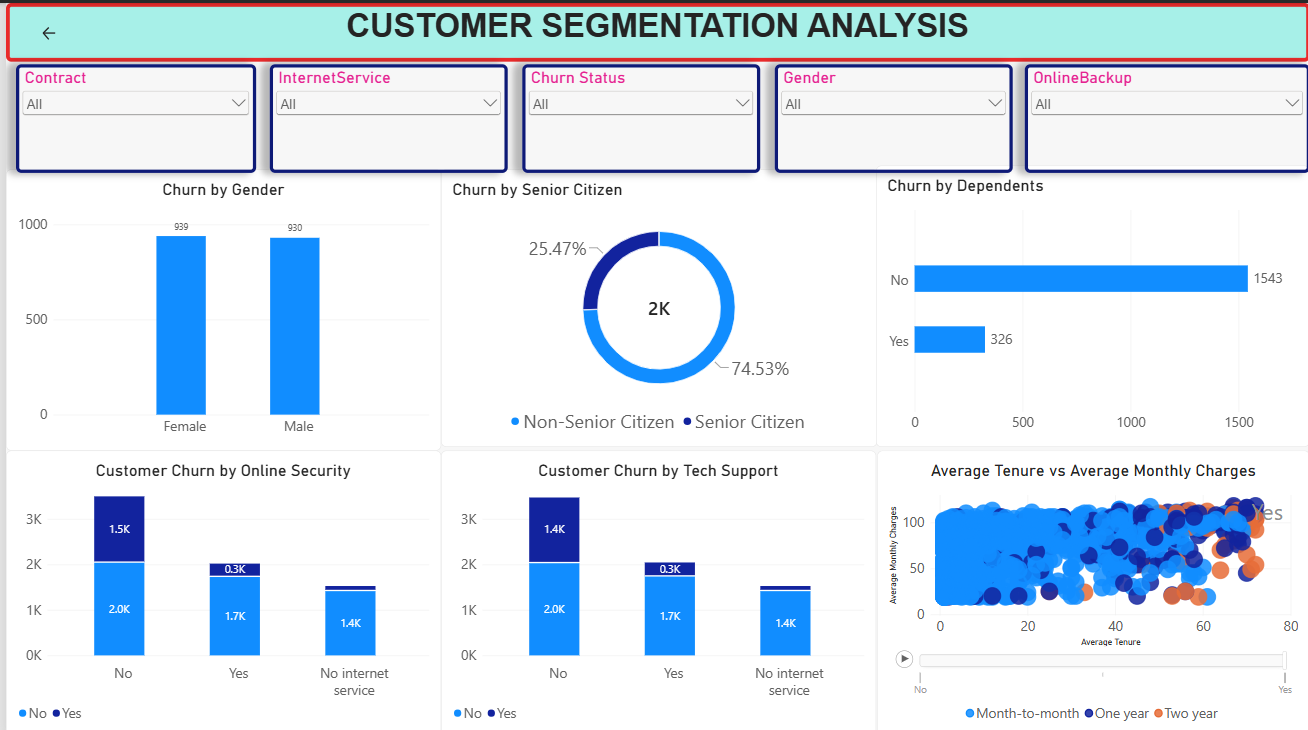 CUSTOMER SEGMENTATION ANALYSIS
Contract
All
InternetService
All
Churn Status
All
Gender
All
OnlineBackup
All
Churn by Gender
1000
500
0
939
930
Female
Male
Churn by Senior Citizen
25.47%
2K
74.53%
Non-Senior Citizen Senior Citizen
Churn by Dependents
No
1543
Yes
326
0 500 1000 1500
Customer Churn by Online Security
3K
2K
1K
0K
1.5K
2.0K
0.3K
1.7K
1.4K
No
Yes
No internet
service
No Yes
Customer Churn by Tech Support
3K
2K
1K
0K
1.4K
2.0K
0.3K
1.7K
1.4K
No
Yes
No internet
service
No Yes
Average Tenure vs Average Monthly Charges
Yes
Average Monthly Charges
100
50
0
0 20 40 60 80
Average Tenure
No
Yes
Month-to-month One year Two year